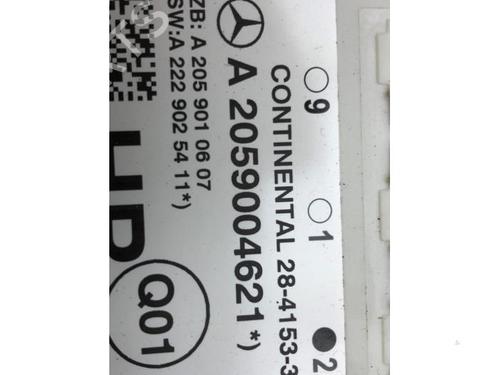 ○9 ○1 ●2
CONTINENTAL 28-4153-3
A 2059004621*)
ZB: A 205 901 06 07
SW:A 222 902 54 11*)
Q01